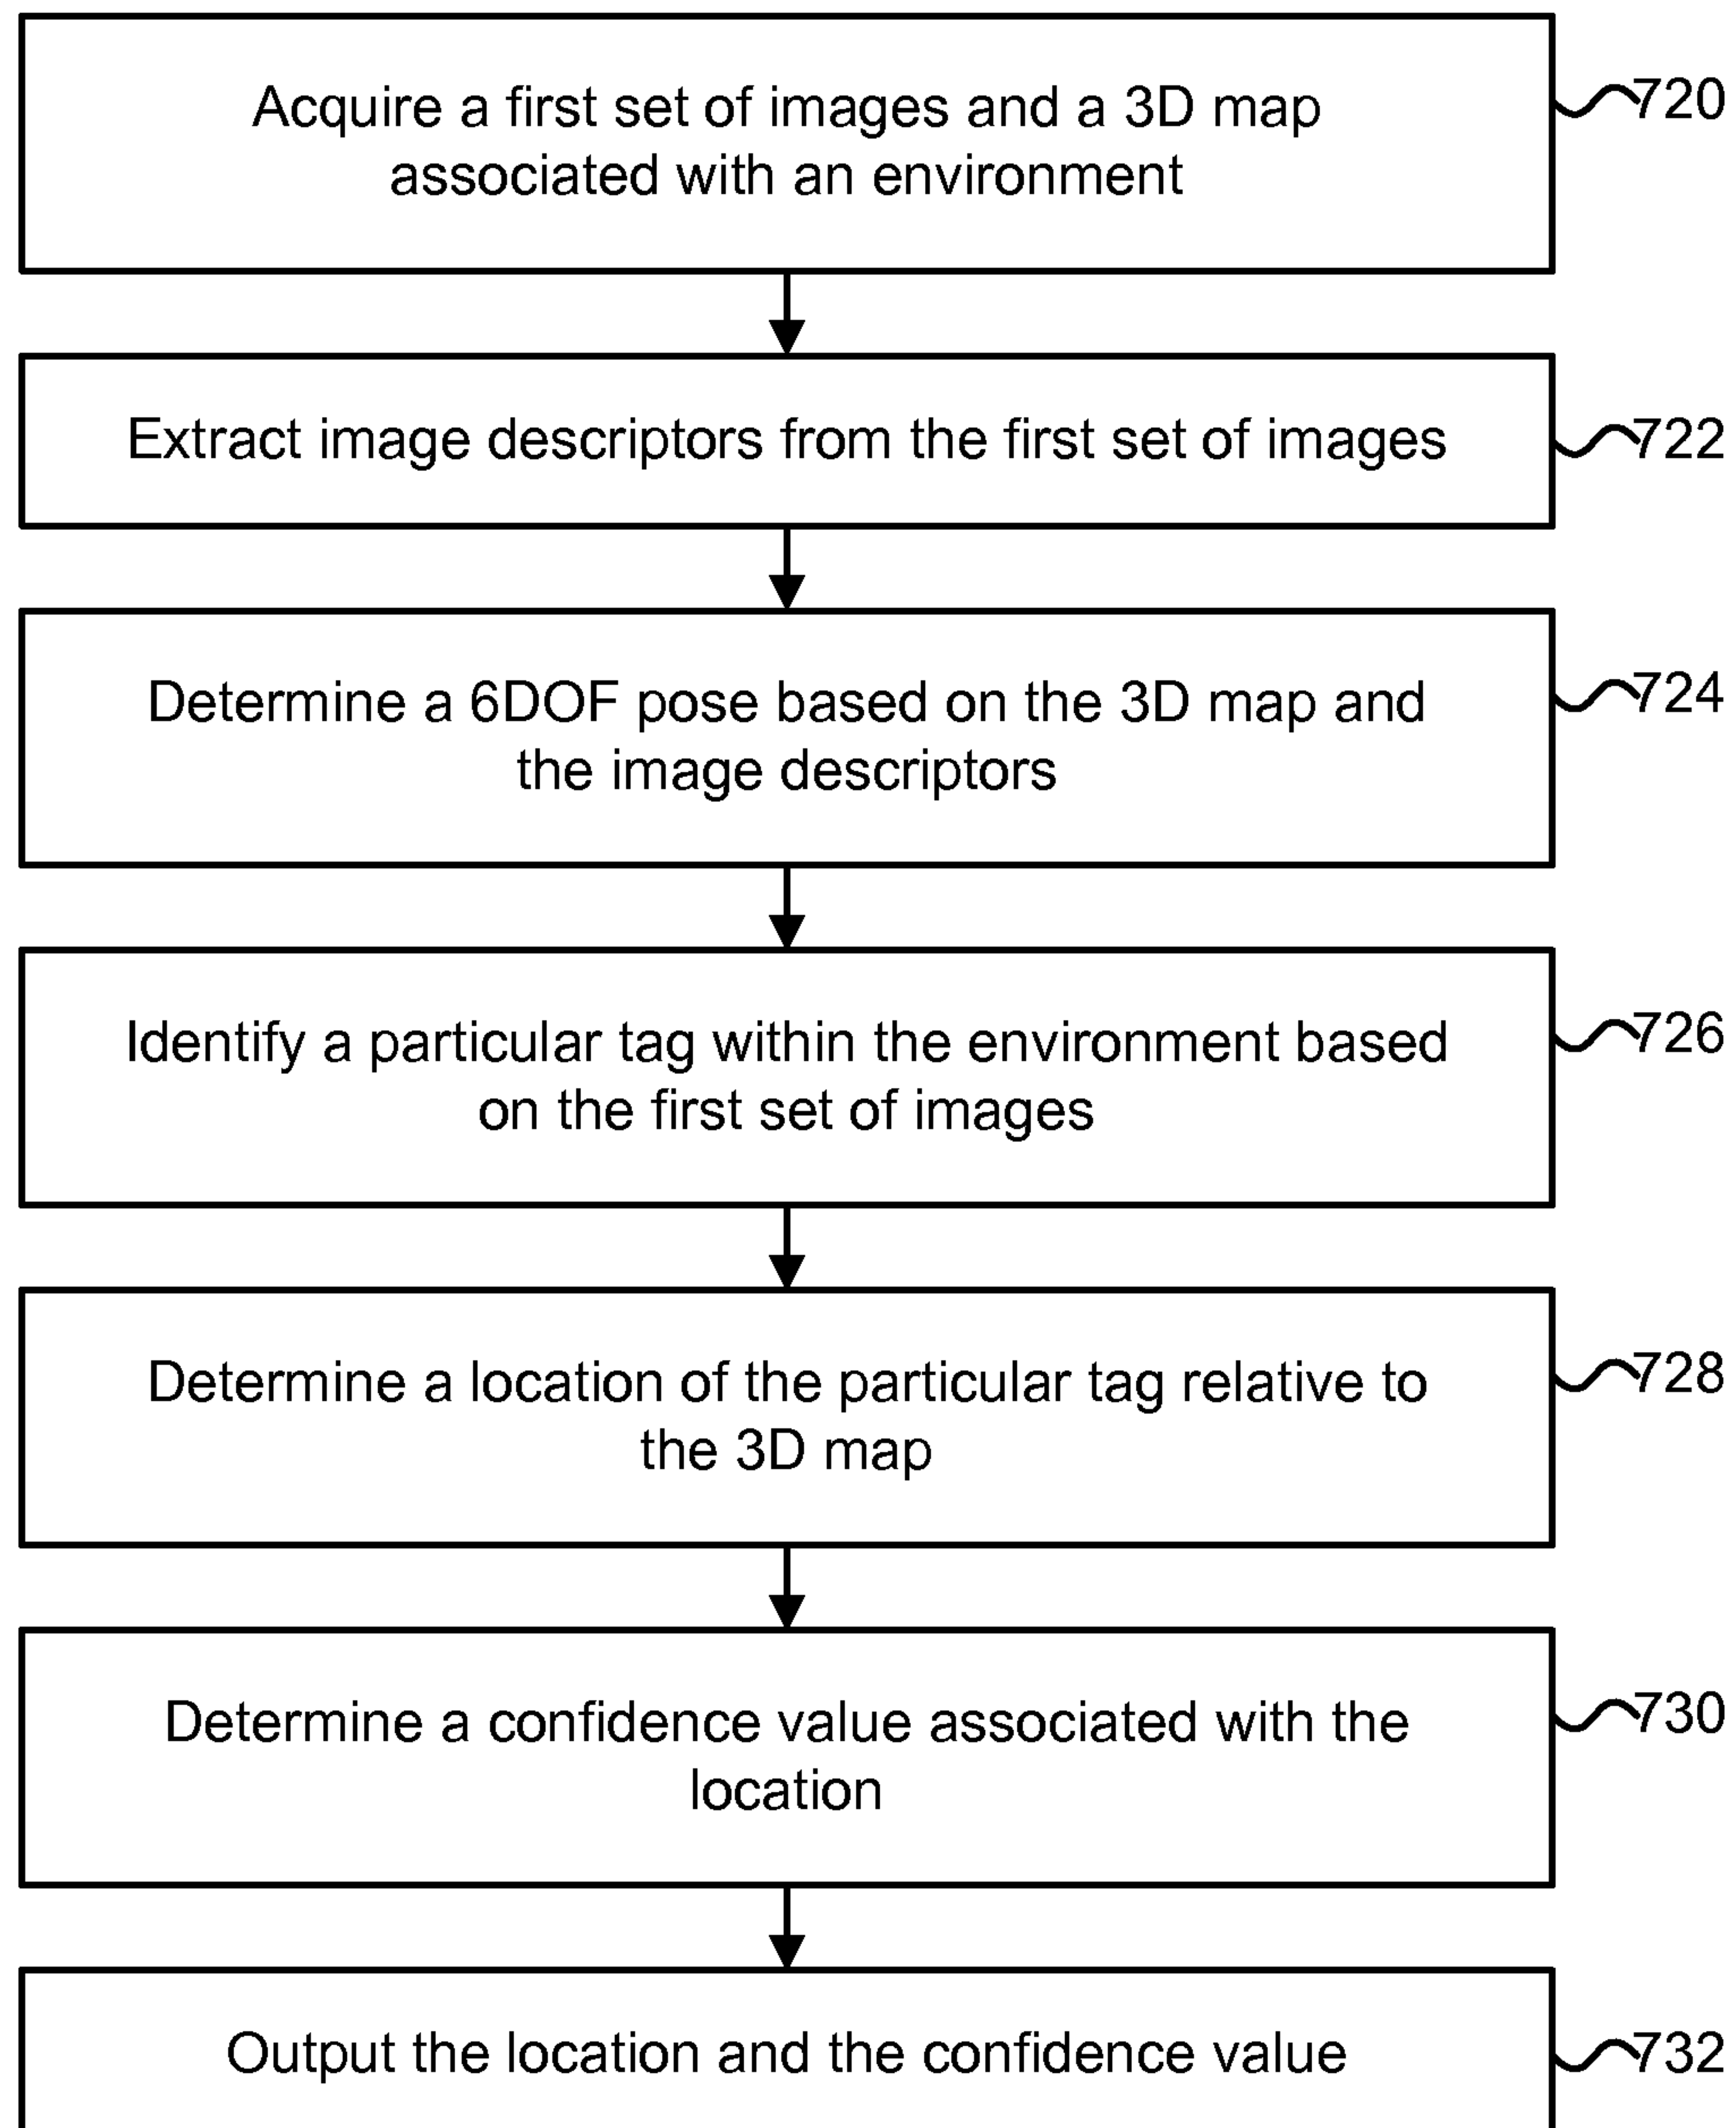 Acquire a first set of images and a 3D map
associated with an environment
720
Extract image descriptors from the first set of images
722
Determine a 6DOF pose based on the 3D map and
the image descriptors
724
Identify a particular tag within the environment based
on the first set of images
726
Determine a location of the particular tag relative to
the 3D map
728
Determine a confidence value associated with the
location
730
Output the location and the confidence value
732